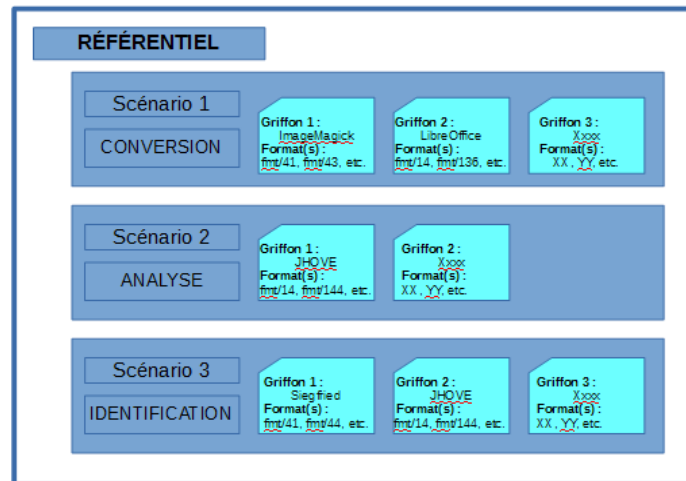 RÉFÉRENTIEL
Scénario 1
CONVERSION
Griffon 1 :
ImageMagick
Format(s) :
fmt/41, fmt/43, etc.
Griffon 2 :
LibreOffice
Format(s) :
fmt/14, fmt/136, etc.
Griffon 3 :
Xxxx
Format(s) :
XX , YY, etc.
Scénario 2
ANALYSE
Griffon 1 :
JHOVE
Format(s) :
fmt/14, fmt/144, etc.
Griffon 2 :
Xxxx
Format(s) :
XX , YY, etc.
Scénario 3
IDENTIFICATION
Griffon 1 :
Siegfried
Format(s) :
fmt/41, fmt/44, etc.
Griffon 2 :
JHOVE
Format(s) :
fmt/14, fmt/144, etc.
Griffon 3 :
Xxxx
Format(s) :
XX , YY, etc.